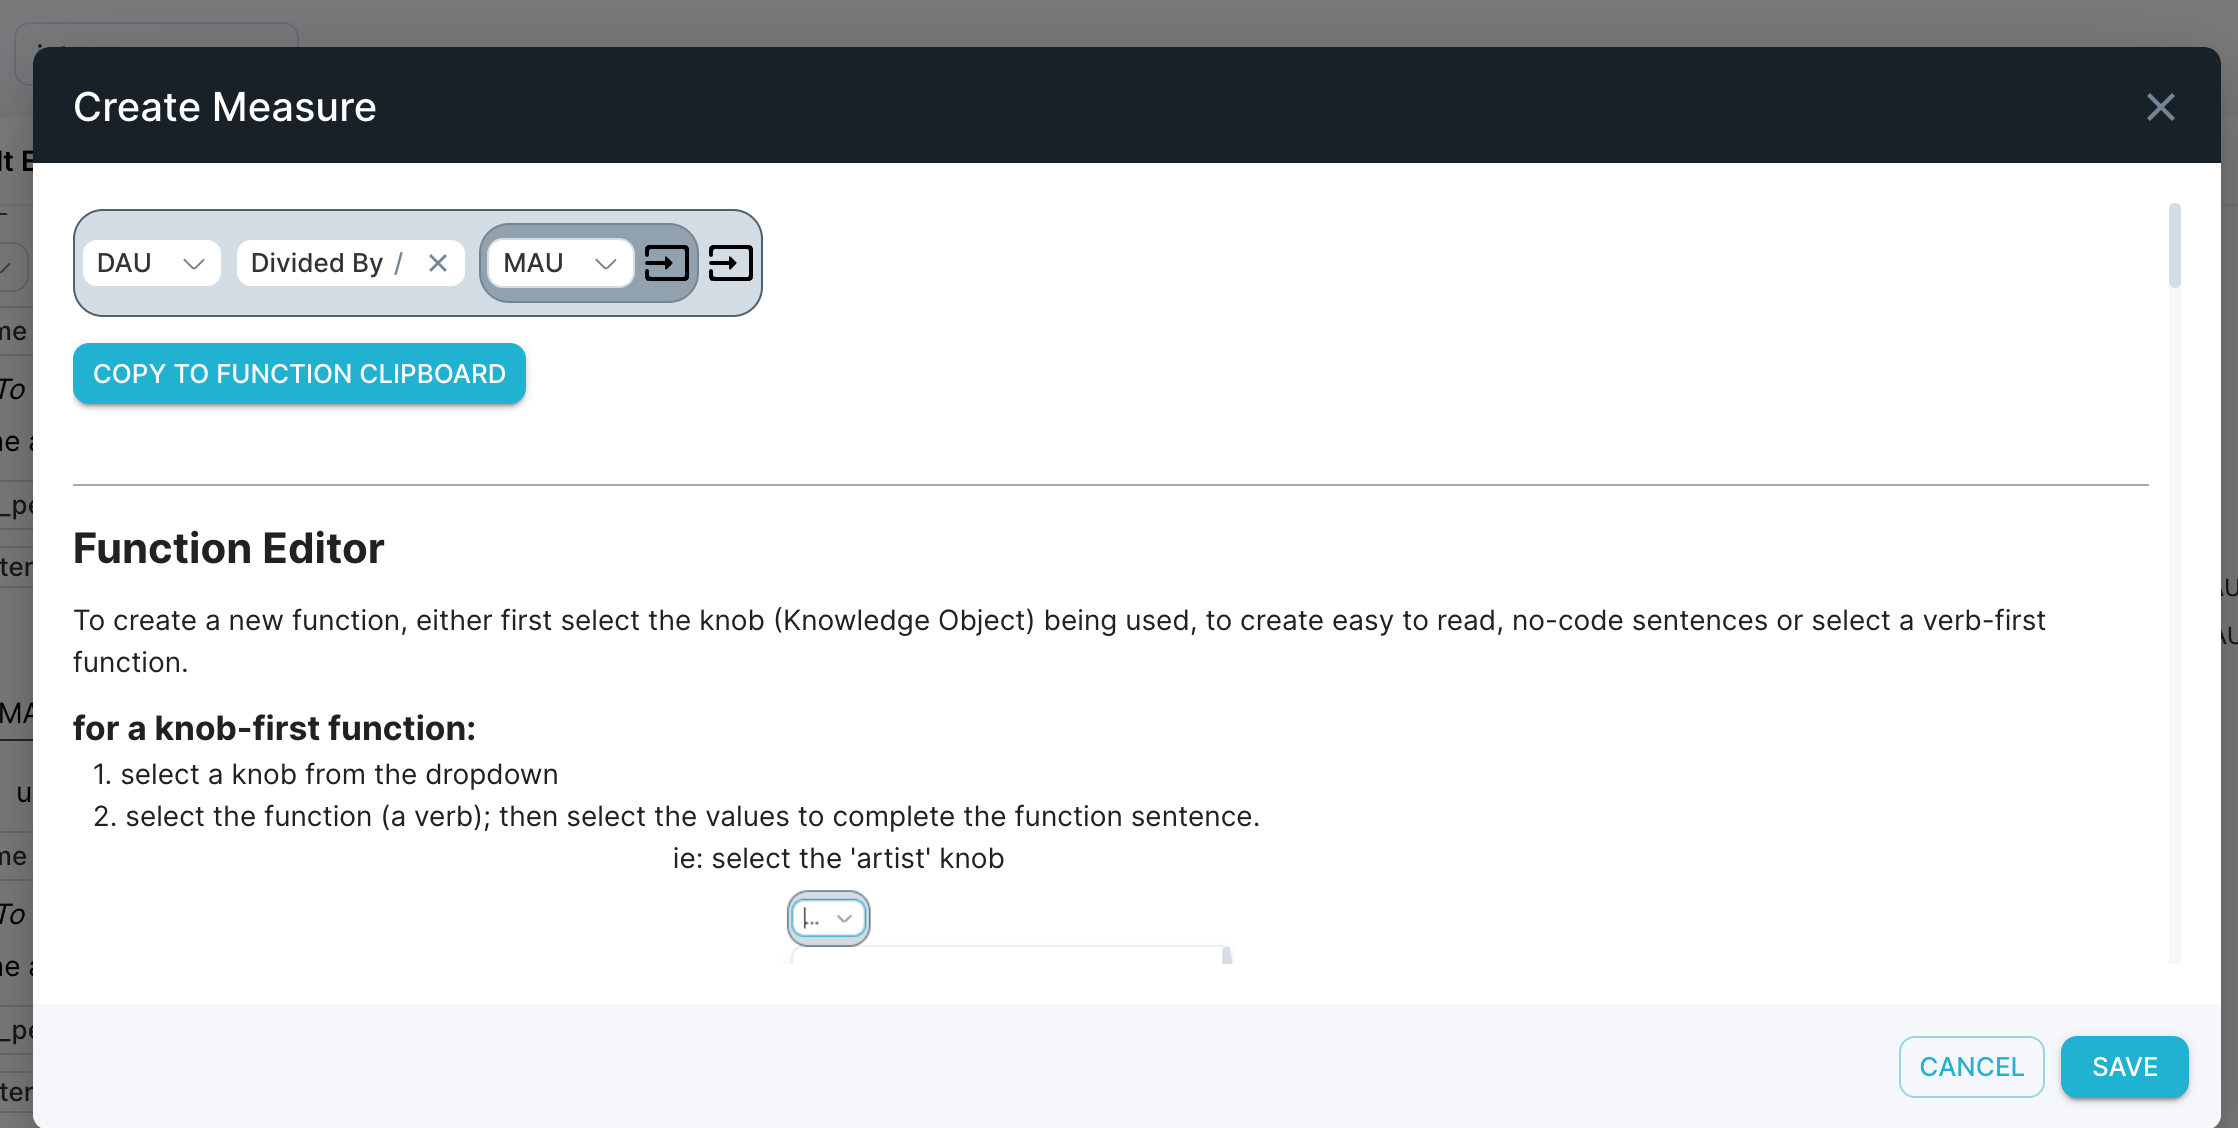 Create Measure
DAU Divided By / MAU
COPY TO FUNCTION CLIPBOARD
Function Editor
To create a new function, either first select the knob (Knowledge Object) being used, to create easy to read, no-code sentences or select a verb-first
function.
for a knob-first function:
1. select a knob from the dropdown
2. select the function (a verb); then select the values to complete the function sentence.
ie: select the 'artist' knob
...
CANCEL SAVE
To
To